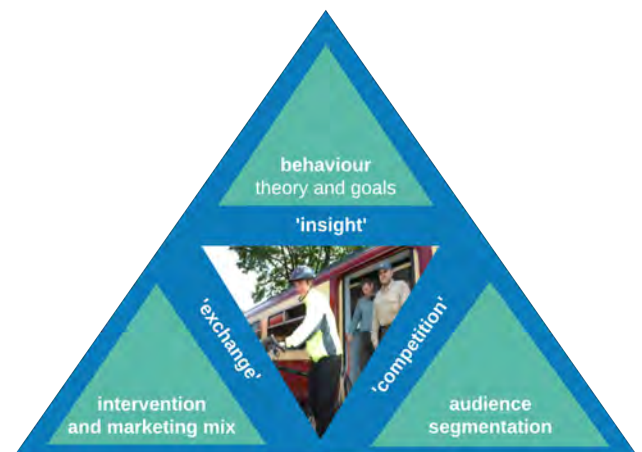 behaviour
theory and goals
'insight'
'exchange'
'competition'
intervention
and marketing mix
audience
segmentation